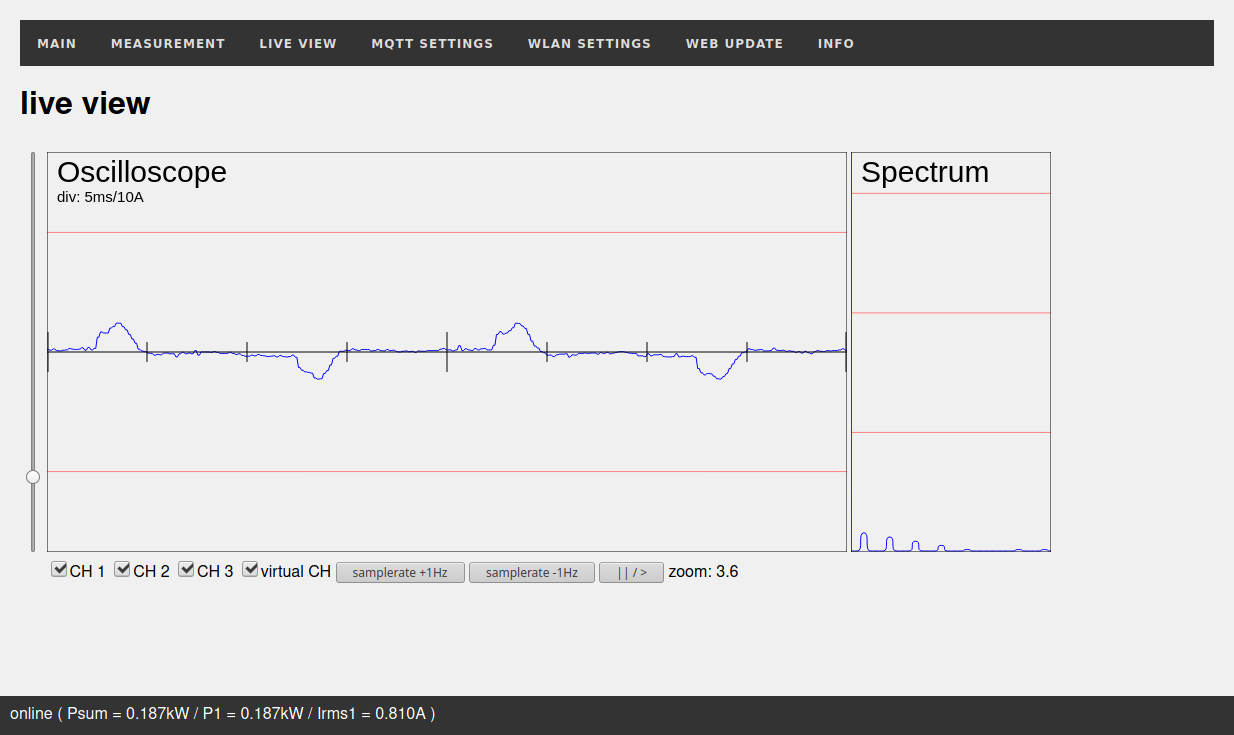 MAIN MEASUREMENT LIVE VIEW MQTT SETTINGS WLAN SETTINGS WEB UPDATE INFO
live view
Oscilloscope
div: 5ms/10A
Spectrum
CH 1 CH 2 CH 3 virtual CH samplerate +1Hz samplerate -1Hz || / > zoom: 3.6
online ( Psum = 0.187kW / P1 = 0.187kW / Irms1 = 0.810A )